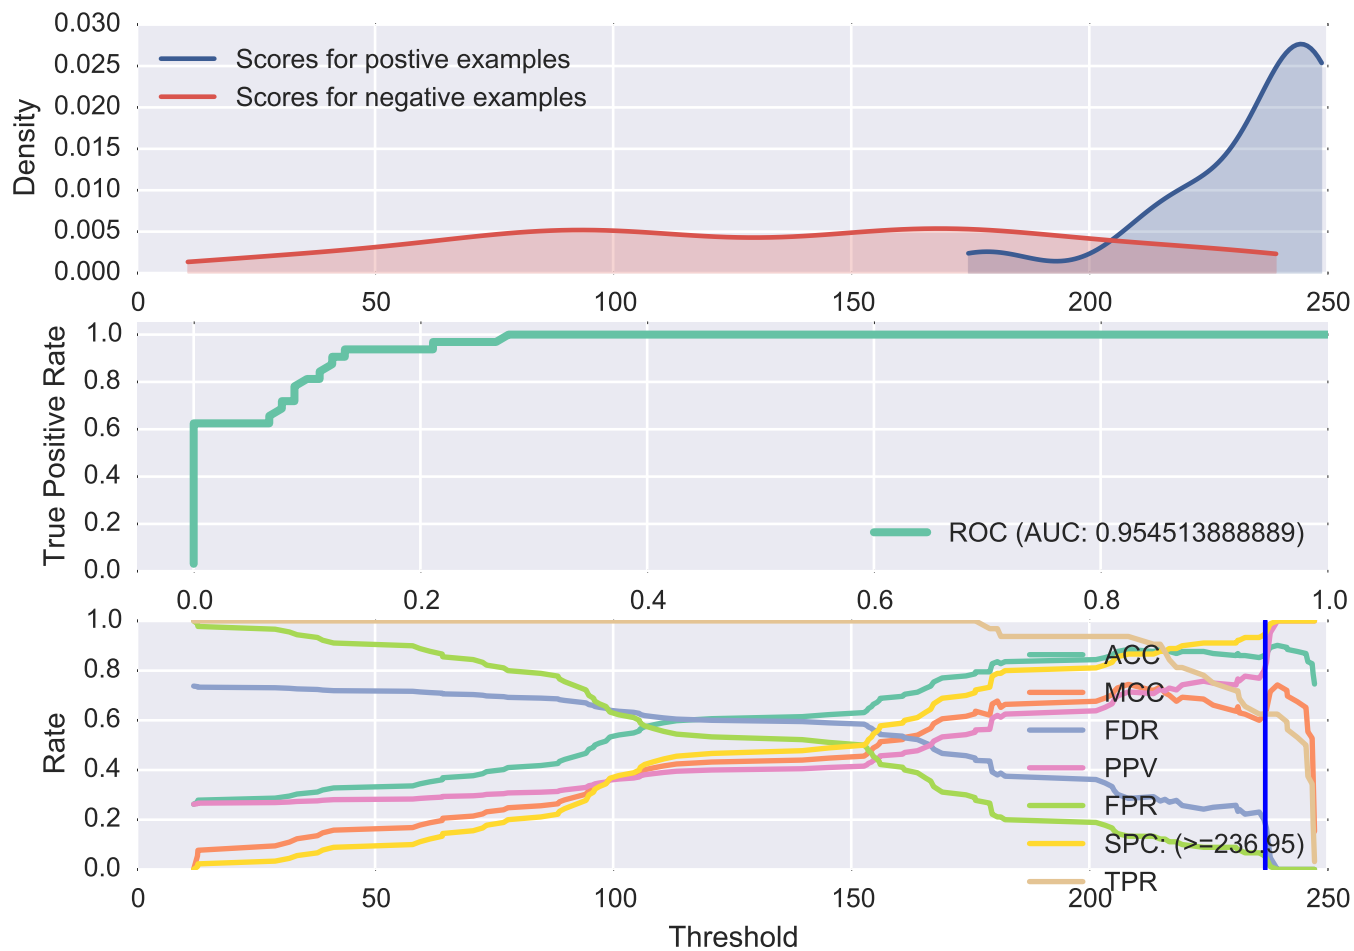 0.030
0.025
0.020
0.015
0.010
0.005
0.000
Density
Scores for postive examples
Scores for negative examples
0 50 100 150 200 250
1.0
0.8
0.6
0.4
0.2
0.0
True Positive Rate
ROC (AUC: 0.954513888889)
0.0 0.2 0.4 0.6 0.8 1.0
1.0
0.8
0.6
0.4
0.2
0.0
Rate
ACC
MCC
FDR
PPV
FPR
SPC: (>=236.95)
TPR
0 50 100 150 200 250
Threshold